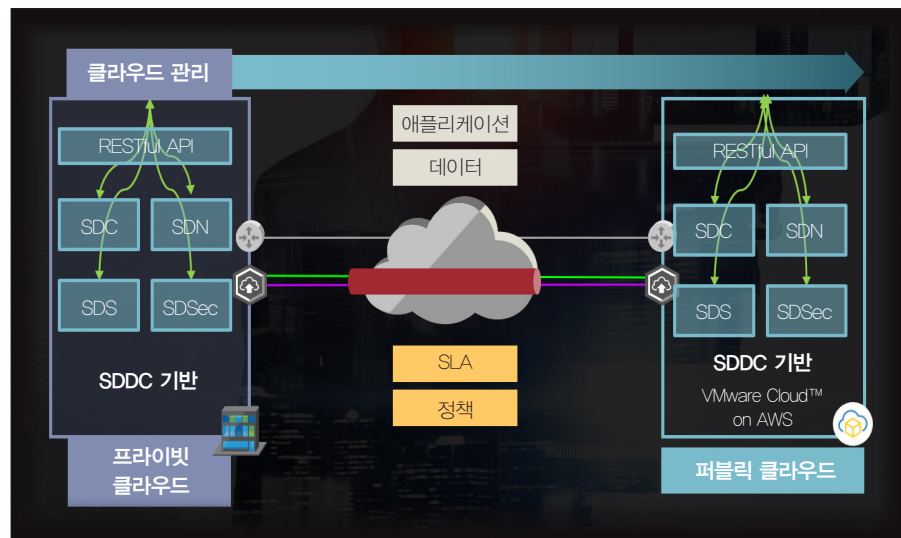 클라우드 관리
RESTful API
SDC
SDN
SDS
SDSec
SDDC 기반
프라이빗
클라우드
애플리케이션
데이터
SLA
정책
RESTful API
SDC
SDN
SDS
SDSec
SDDC 기반
VMware Cloud™
on AWS
퍼블릭 클라우드